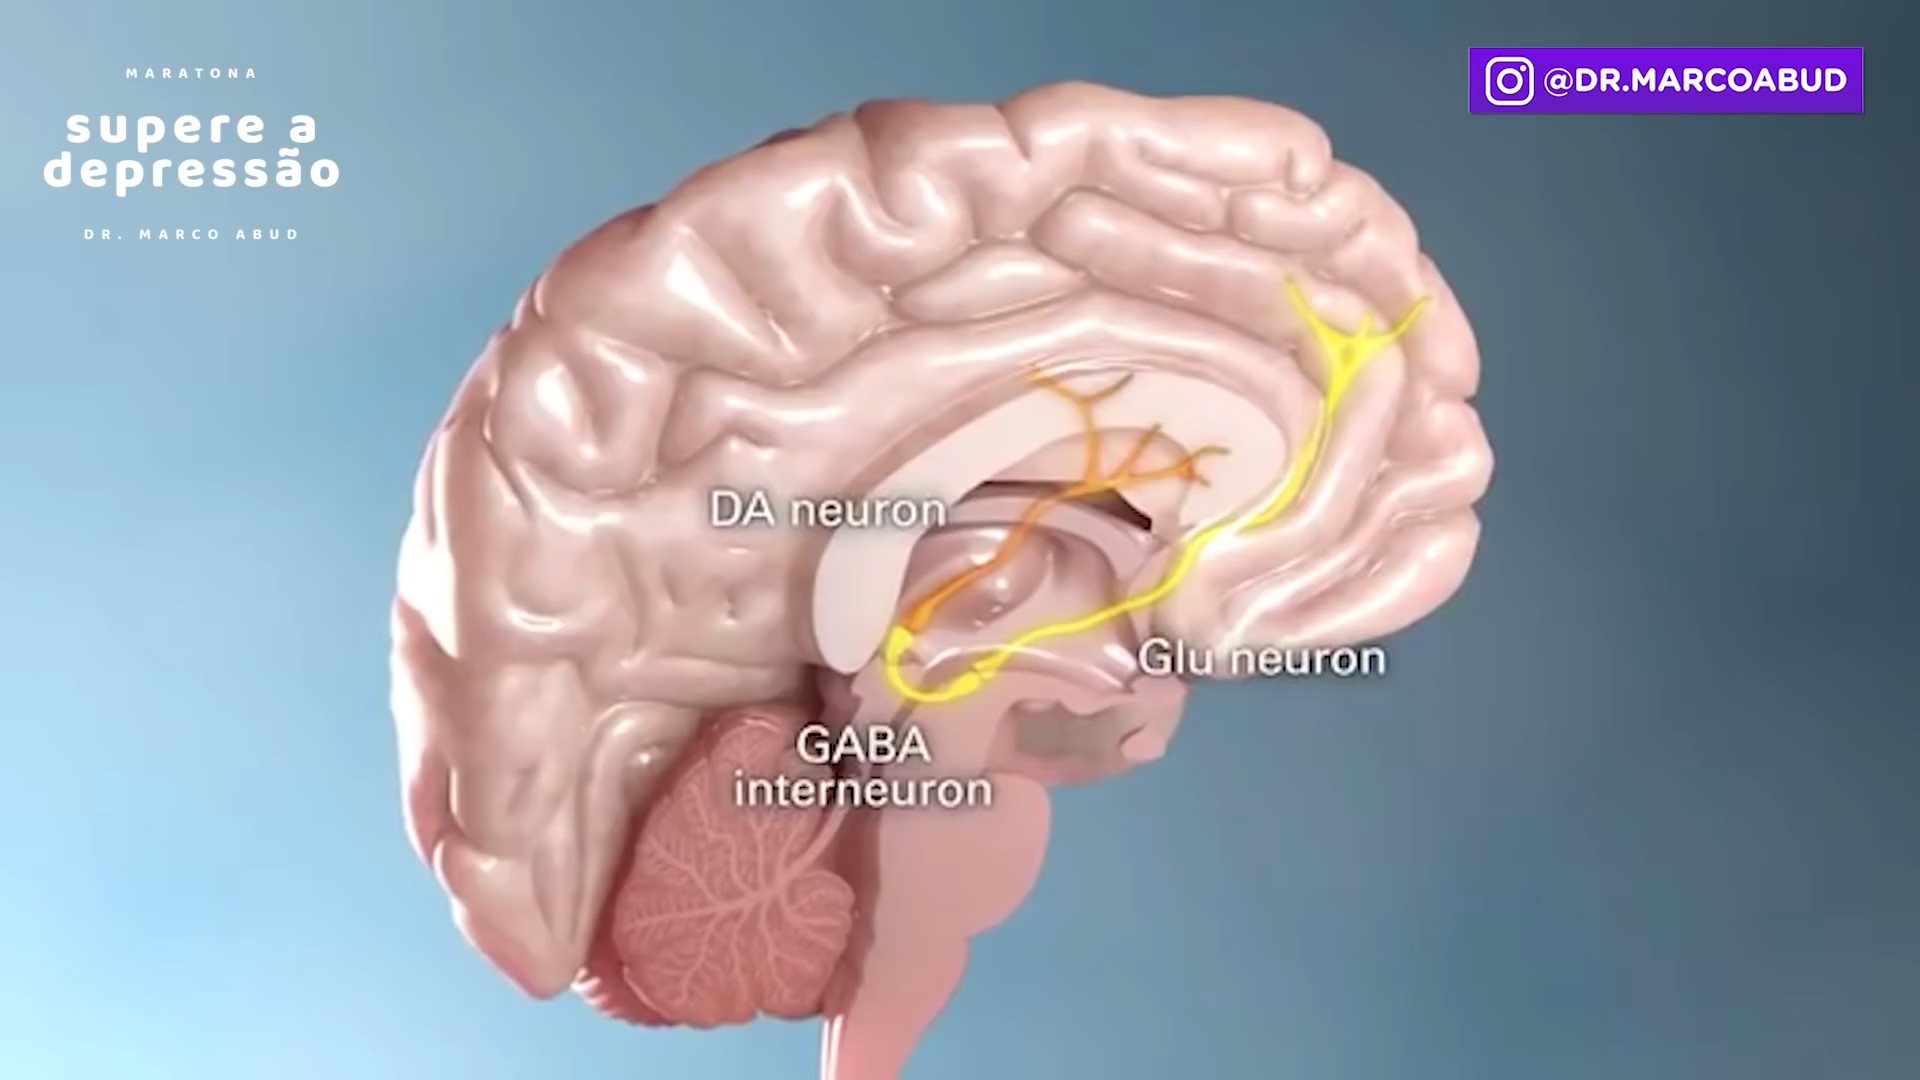 MARATONA
supere a
depressão
DR. MARCO ABUD
@DR.MARCOABUD
DA neuron
Glu neuron
GABA
interneuron